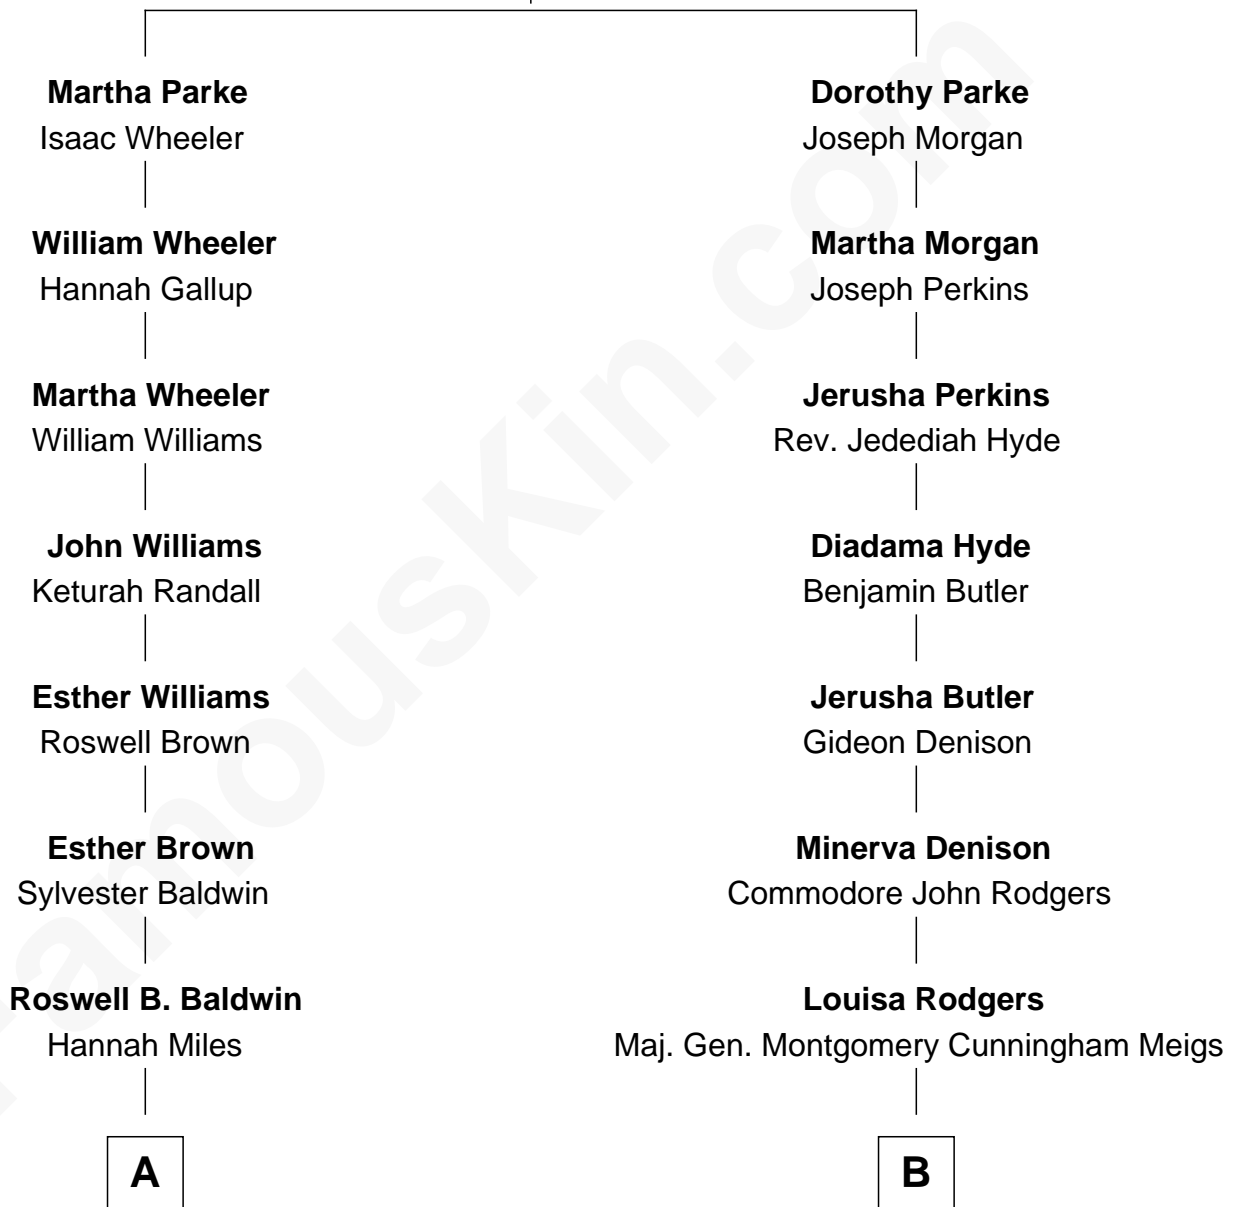 Martha Parke
Isaac Wheeler
William Wheeler
Hannah Gallup
Martha Wheeler
William Williams
John Williams
Keturah Randall
Esther Williams
Roswell Brown
Esther Brown
Sylvester Baldwin
Roswell B. Baldwin
Hannah Miles
A
Dorothy Parke
Joseph Morgan
Martha Morgan
Joseph Perkins
Jerusha Perkins
Rev. Jedediah Hyde
Diadama Hyde
Benjamin Butler
Jerusha Butler
Gideon Denison
Minerva Denison
Commodore John Rodgers
Louisa Rodgers
Maj. Gen. Montgomery Cunningham Meigs
B
FamousKin.com